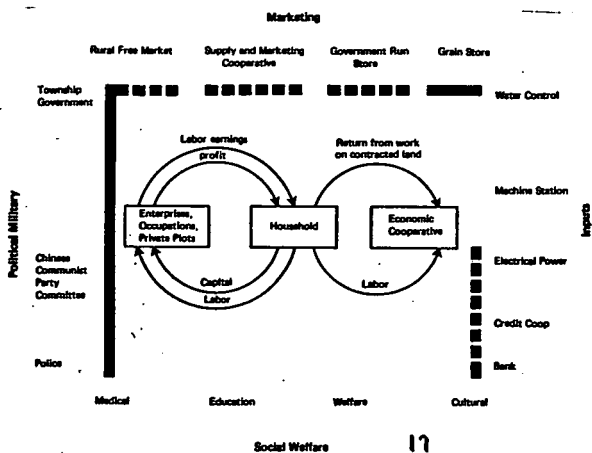 Marketing
Rural Free Market
Supply and Marketing
Cooperative
Government Run
Store
Grain Store
Township
Government
Water Control
Labor earnings
profit
Return from work
on contracted land
Machine Station
Enterprises,
Occupations,
Private Plots
Household
Economic
Cooperative
Political Military
Inputs
Chinese
Communist
Party
Committee
Electrical Power
Capital
Labor
Labor
Credit Coop
Police
Bank
Medical
Education
Welfare
Cultural
Social Welfare
17